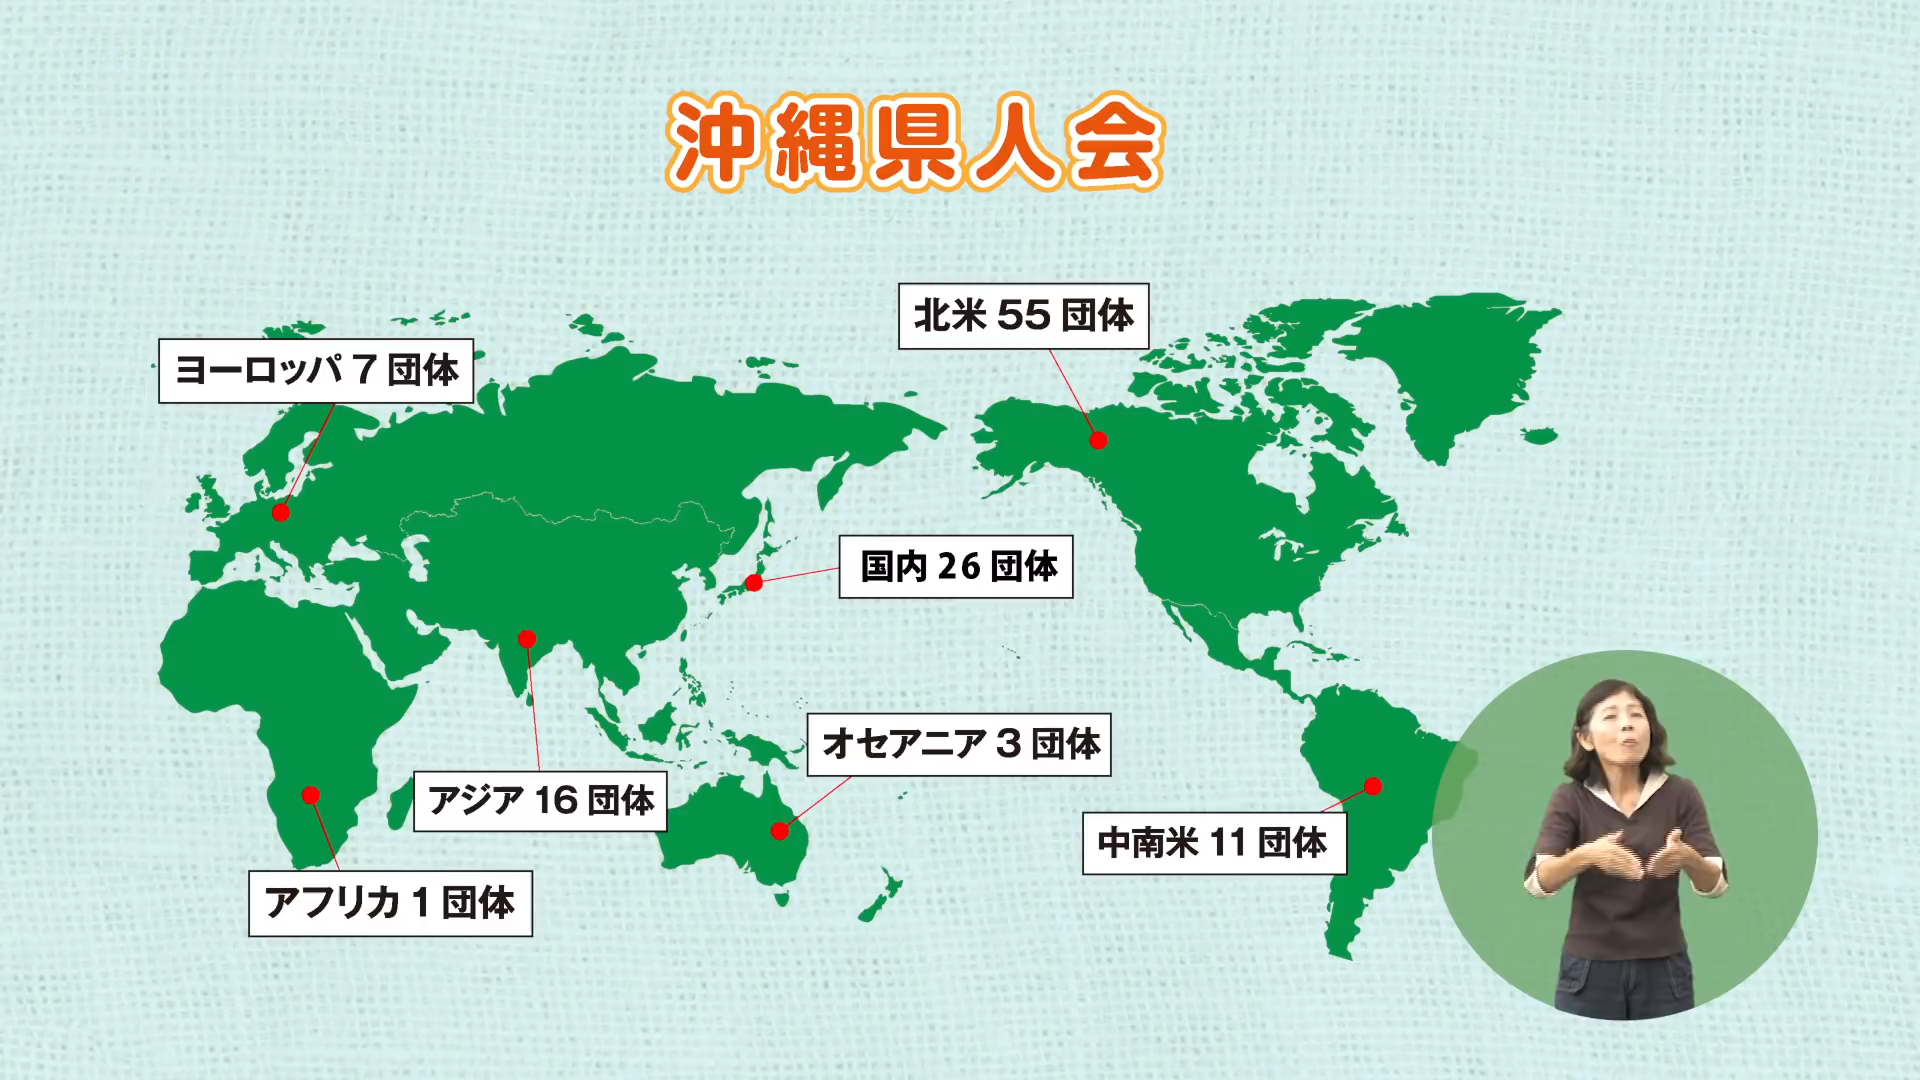 沖縄県人会
北米 55 団体
ヨーロッパ 7 団体
国内 26 団体
オセアニア 3 団体
アジア 16 団体
中南米 11 団体
アフリカ 1 団体